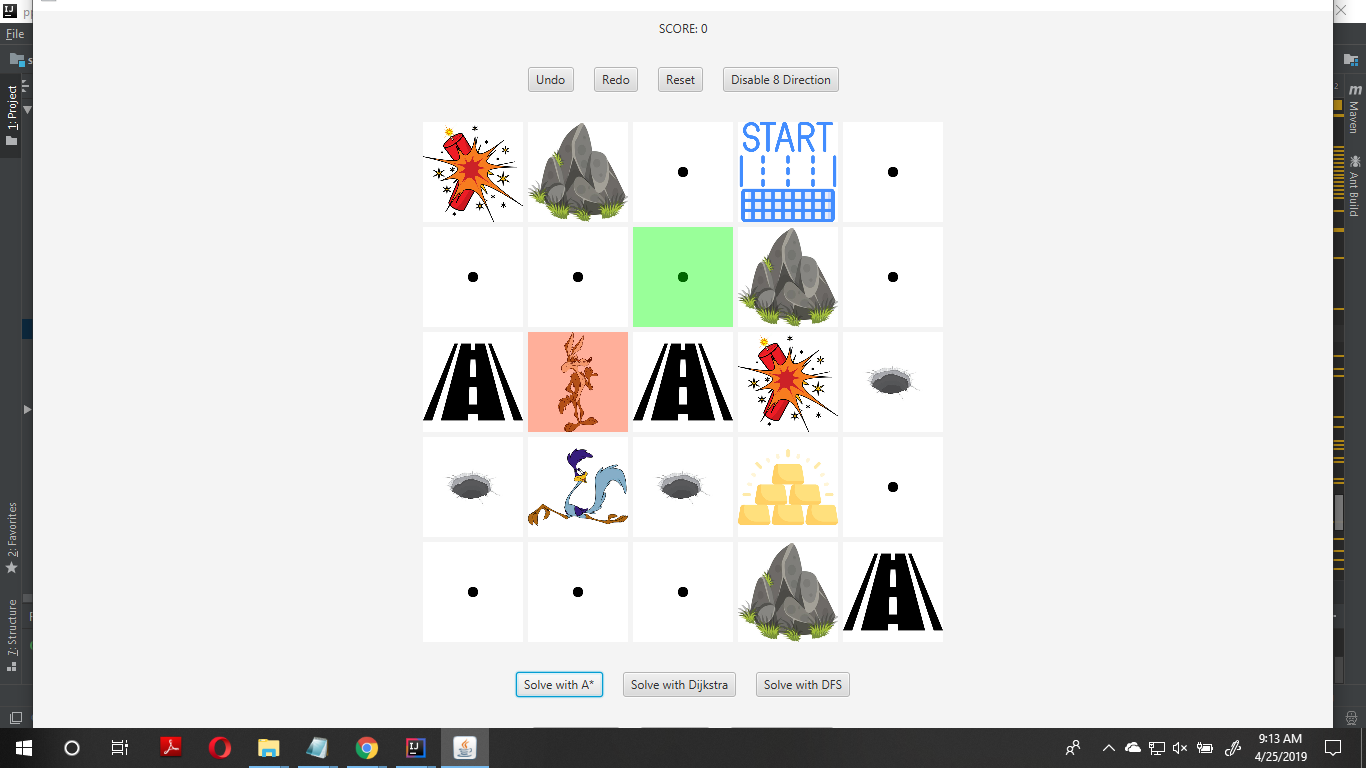 File
SCORE: 0
Undo Redo Reset Disable 8 Direction
START
1: Project
Maven
Ant Build
2: Favorites
7: Structure
Solve with A* Solve with Dijkstra Solve with DFS
9:13 AM
4/25/2019